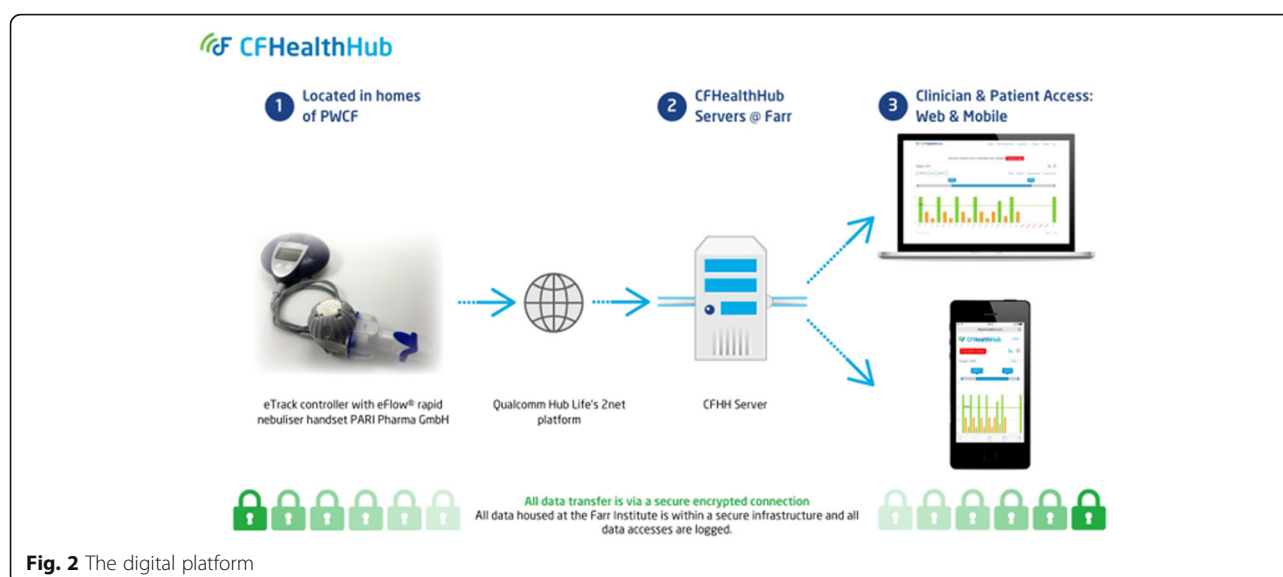 CFHealthHub
1 Located in homes
of PWCF
2 CFHealthHub
Servers @ Farr
3 Clinician & Patient Access:
Web & Mobile
eTrack controller with eFlow® rapid
nebuliser handset PARI Pharma GmbH
Qualcomm Hub Life's 2net
platform
CFHH Server
CFHealthHub
All data transfer is via a secure encrypted connection
All data housed at the Farr Institute is within a secure infrastructure and all
data accesses are logged.
Fig. 2 The digital platform